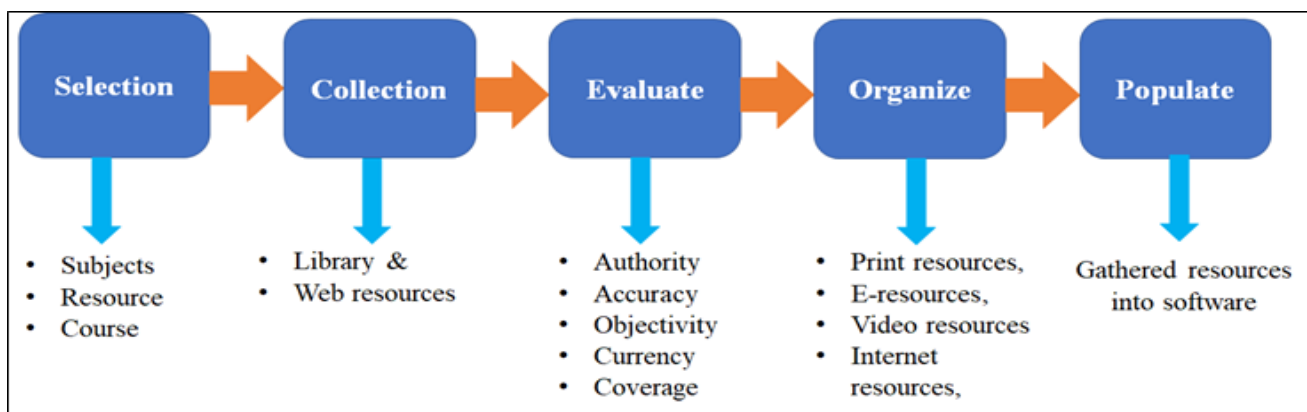 Selection
Collection
Evaluate
Organize
Populate
• Subjects
• Resource
• Course
• Library &
• Web resources
• Authority
• Accuracy
• Objectivity
• Currency
• Coverage
• Print resources,
• E-resources,
• Video resources
• Internet
resources,
Gathered resources
into software